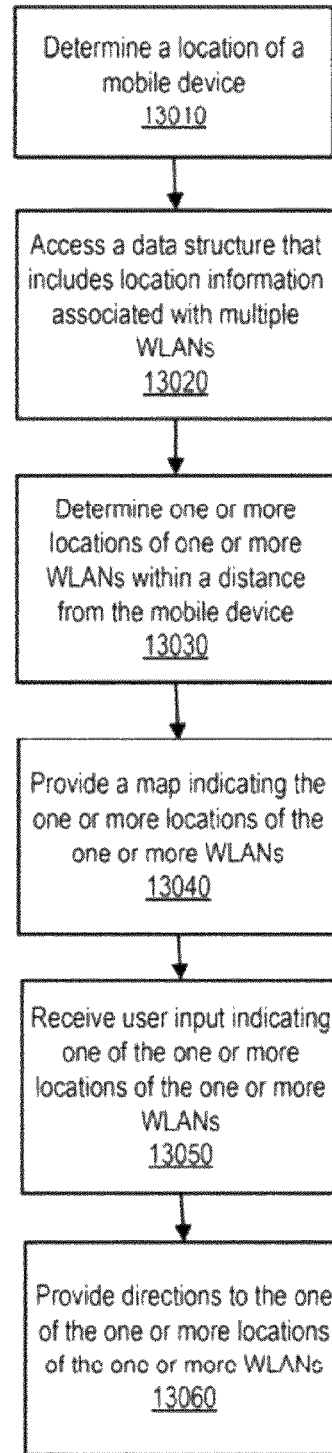 Determine a location of a
mobile device
13010
Access a data structure that
includes location information
associated with multiple
WLANs
13020
Determine one or more
locations of one or more
WLANs within a distance
from the mobile device
13030
Provide a map indicating the
one or more locations of the
one or more WLANs
13040
Receive user input indicating
one of the one or more
locations of the one or more
WLANs
13050
Provide directions to the one
of the one or more locations
of the one or more WLANs
13060